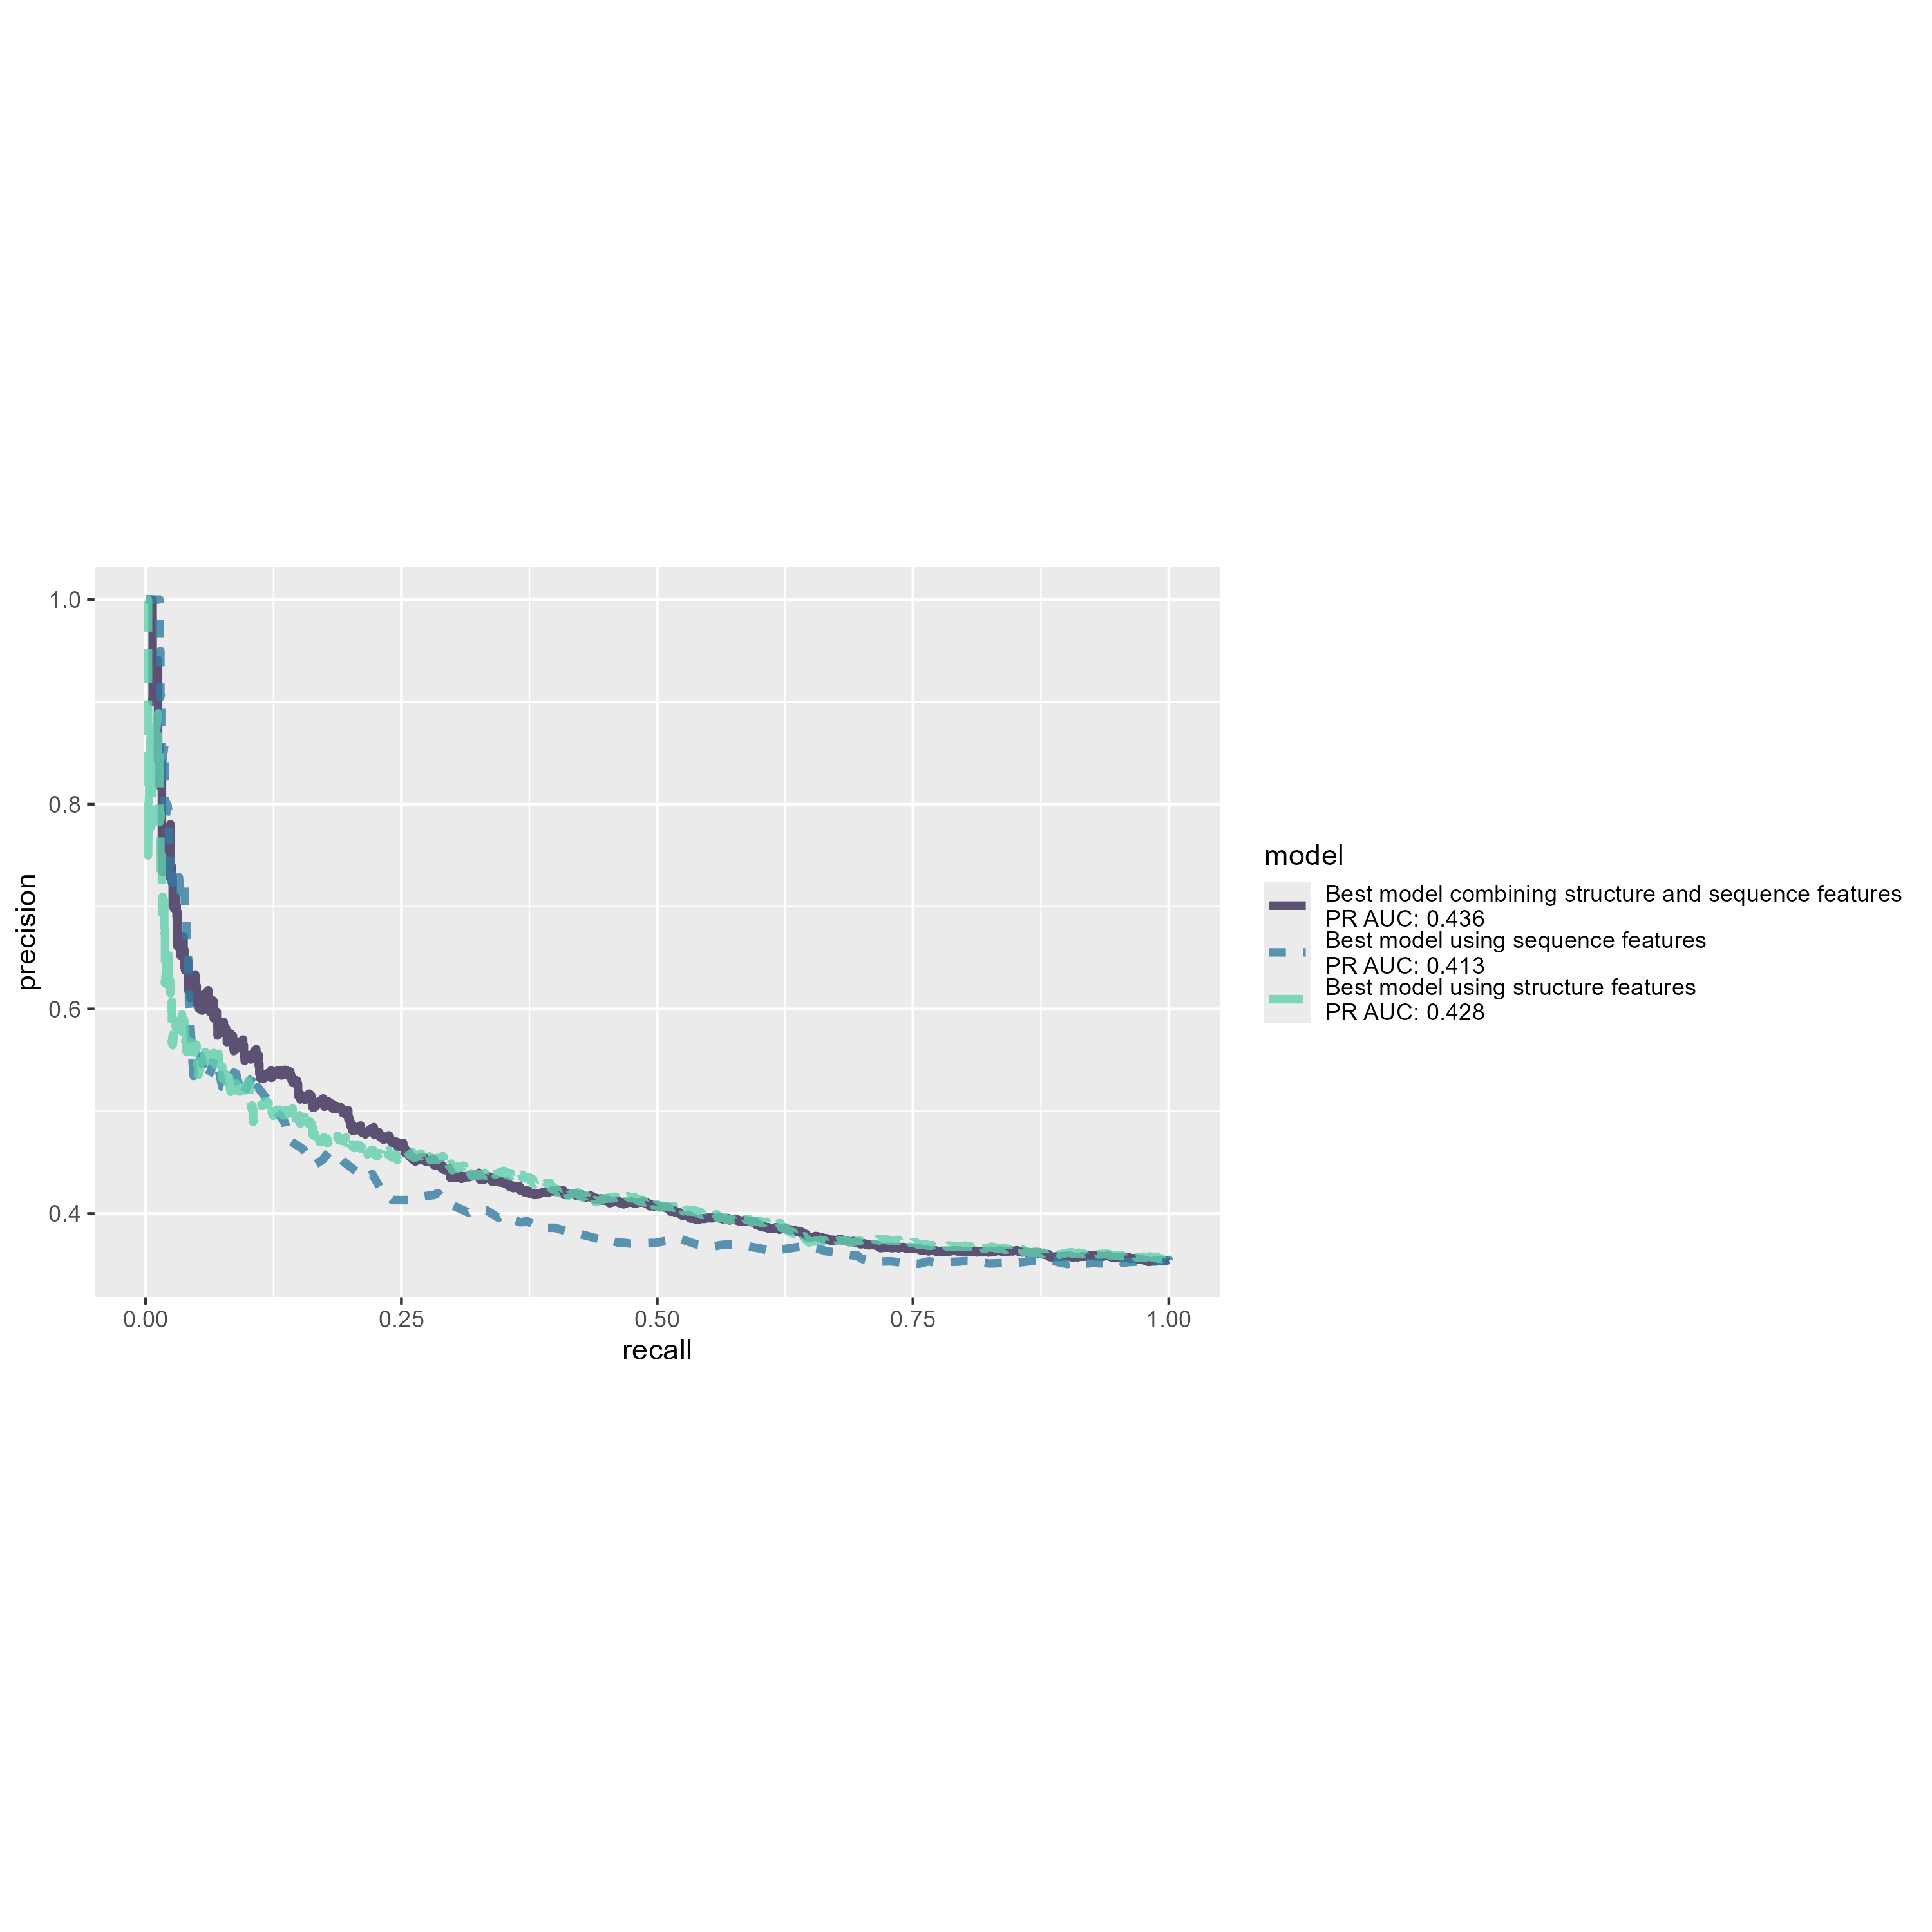 1.0
0.8
0.6
0.4
precision
0.00
0.25
0.50
0.75
1.00
recall
model
Best model combining structure and sequence features
PR AUC: 0.436
Best model using sequence features
PR AUC: 0.413
Best model using structure features
PR AUC: 0.428